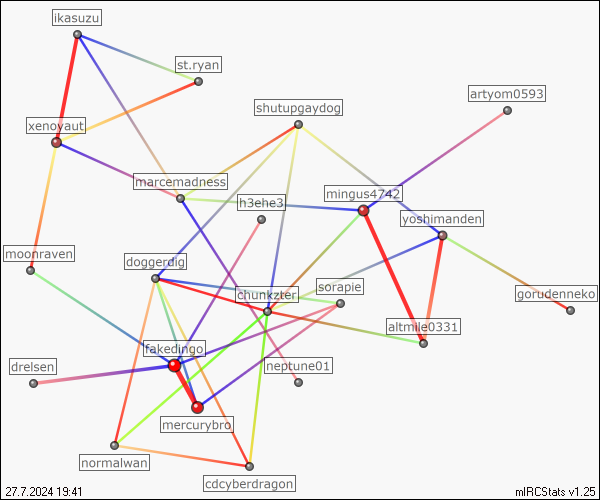 ikasuzu
st.ryan
artyom0593
shutupgaydog
xenoyaut
marcemadness
mingus4742
h3ehe3
yoshimanden
moonraven
doggerdig
sorapie
chunkzter
gorudenneko
altmile0331
fakedingo
drelsen
neptune01
mercurybro
normalwan
cdcyberdragon
27.7.2024 19:41
mIRCStats v1.25